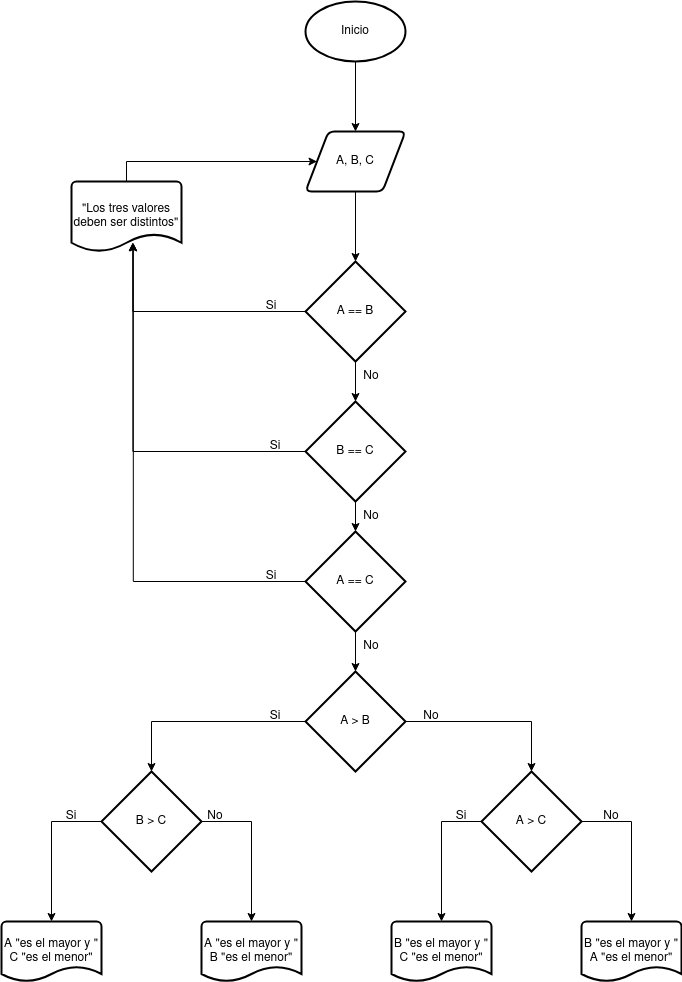 Inicio
A, B, C
"Los tres valores
deben ser distintos"
A == B
Si
No
B == C
Si
No
A == C
Si
No
A > B
Si
No
B > C
Si
No
A > C
Si
No
A "es el mayor y "
C "es el menor"
A "es el mayor y "
B "es el menor"
B "es el mayor y "
C "es el menor"
B "es el mayor y "
A "es el menor"